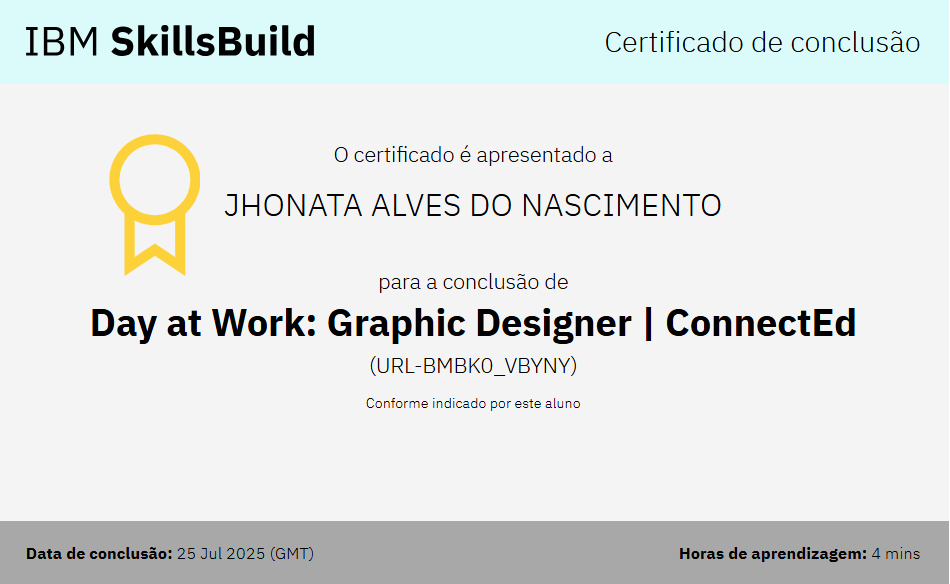 IBM SkillsBuild
Certificado de conclusão
O certificado é apresentado a
JHONATA ALVES DO NASCIMENTO
para a conclusão de
Day at Work: Graphic Designer | ConnectEd
(URL-BMBK0_VBYNY)
Conforme indicado por este aluno
Data de conclusão: 25 Jul 2025 (GMT)
Horas de aprendizagem: 4 mins